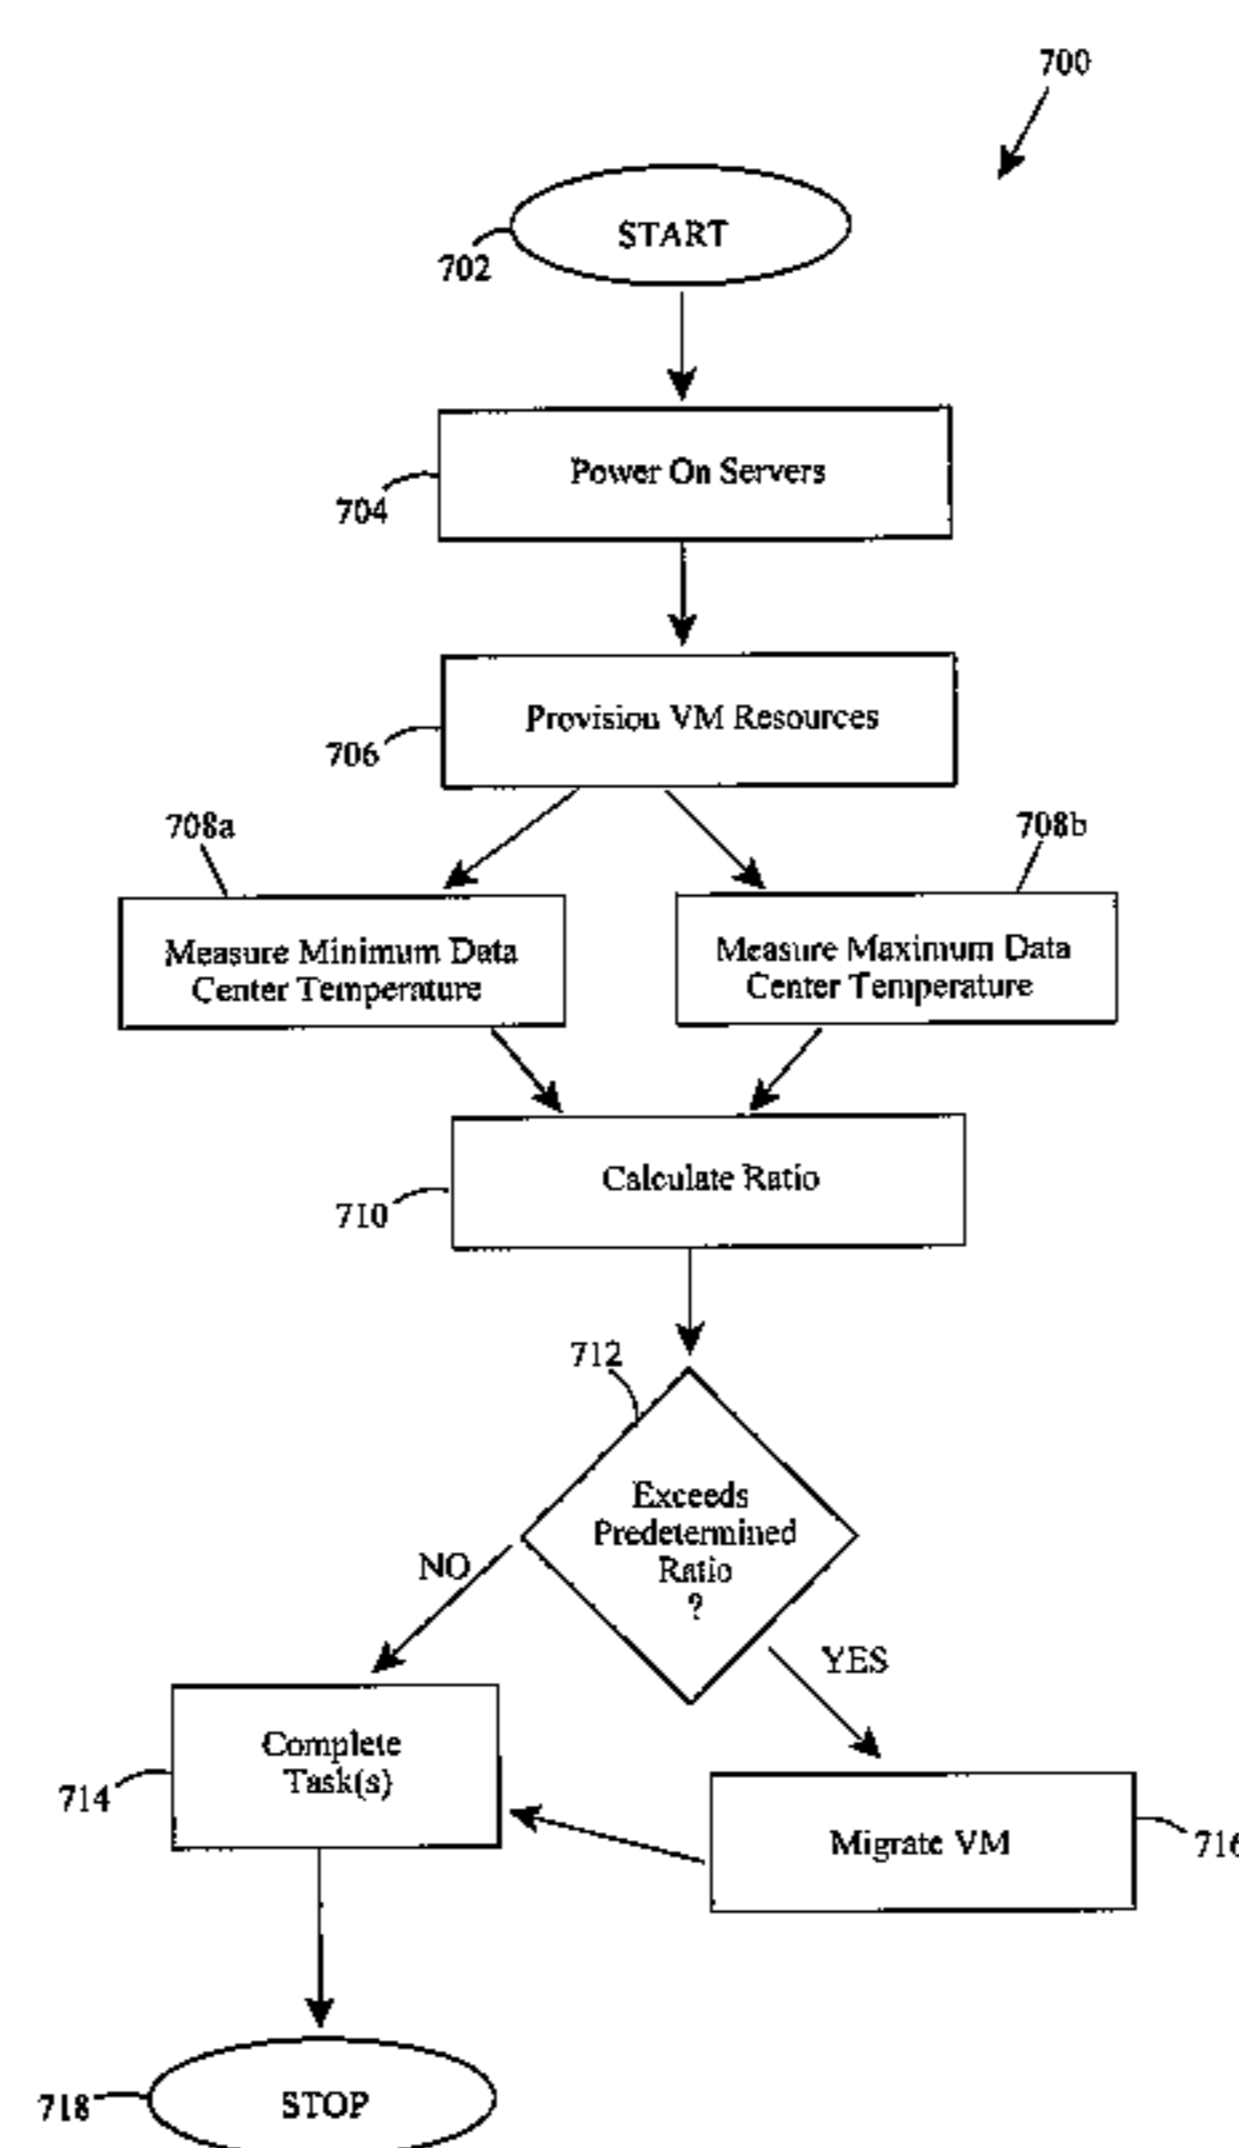 700
START
702
Power On Servers
704
Provision VM Resources
706
708a
708b
Measure Minimum Data
Center Temperature
Measure Maximum Data
Center Temperature
Calculate Ratio
710
712
Exceeds
Predetermined
Ratio
?
NO
YES
Complete
Task(s)
714
Migrate VM
716
STOP
718